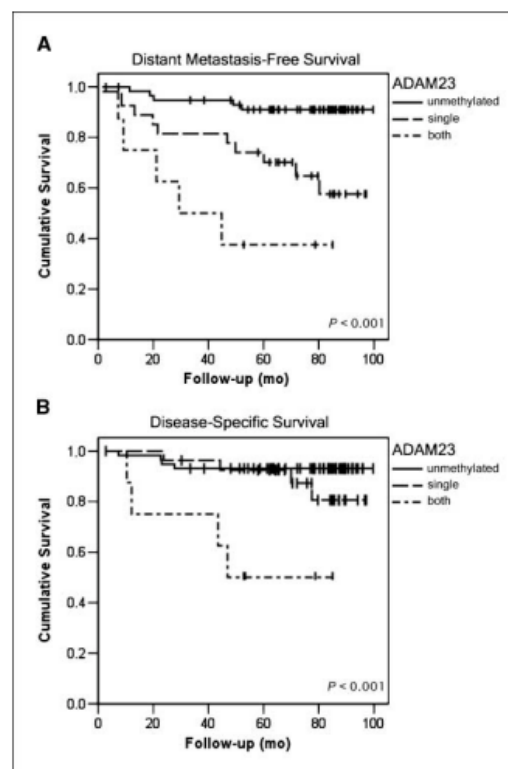 A
Distant Metastasis-Free Survival
ADAM23
unmethylated
single
both
Cumulative Survival
1.0
0.8
0.6
0.4
0.2
0.0
P < 0.001
0 20 40 60 80 100
Follow-up (mo)
B
Disease-Specific Survival
ADAM23
unmethylated
single
both
Cumulative Survival
1.0
0.8
0.6
0.4
0.2
0.0
P < 0.001
0 20 40 60 80 100
Follow-up (mo)